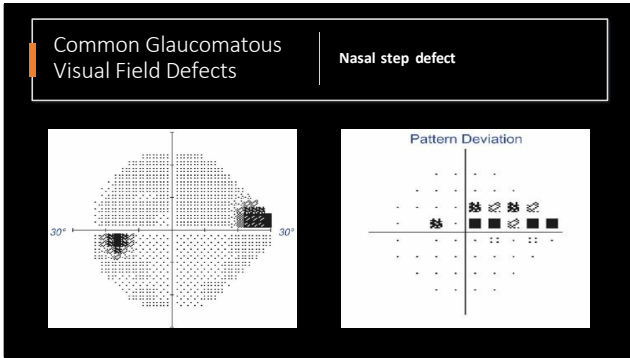 Common Glaucomatous
Visual Field Defects
Nasal step defect
Pattern Deviation
30°
30°